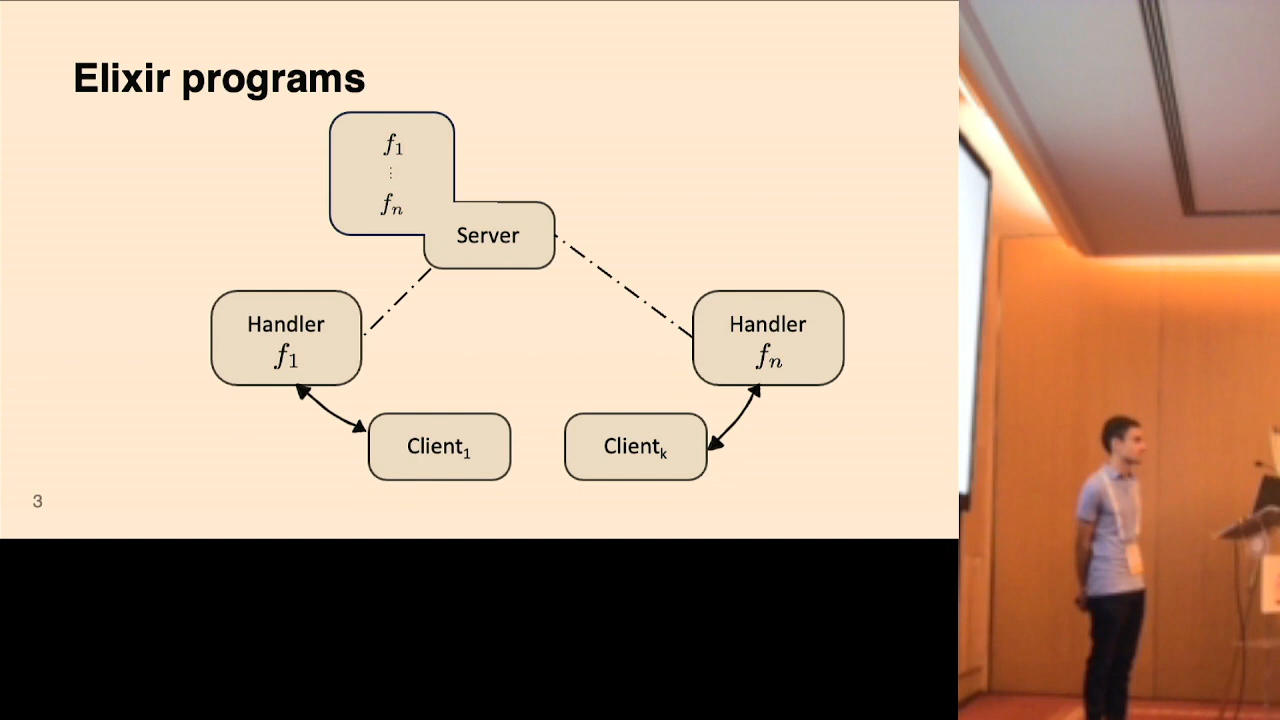 Elixir programs
f1
⋮
fn
Server
Handler
f1
Handler
fn
Client1
Clientk
3